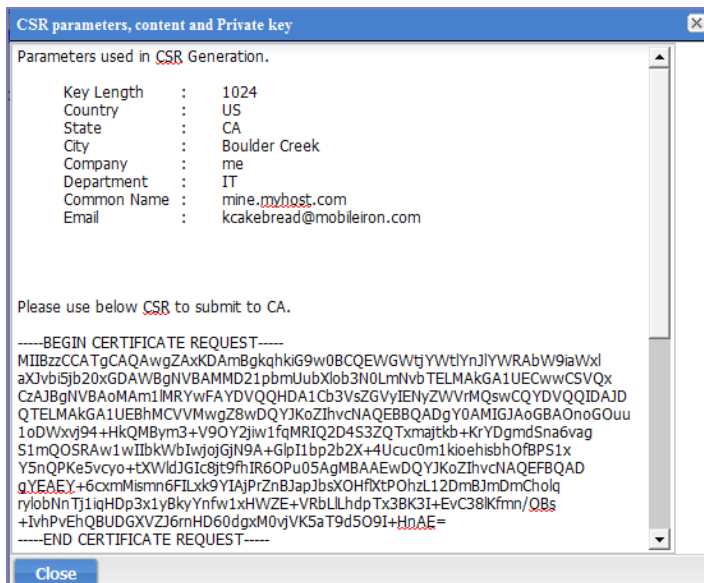 CSR parameters, content and Private key
Parameters used in CSR Generation.
Key Length : 1024
Country : US
State : CA
City : Boulder Creek
Company : me
Department : IT
Common Name : mine.myhost.com
Email : kcakebread@mobileiron.com
Please use below CSR to submit to CA.
-----BEGIN CERTIFICATE REQUEST-----
MIIBzzCCATgCAQAwgZAxKDAmBgkqhkiG9w0BCQEWGWtjYWtlYnJlYWRAbW9iaWxl
aXJvbi5jb20xGDAWBgNVBAMMD21pbmUubXlob3N0LmNvbTELMAkGA1UECwwCSVQx
CzAJBgNVBAoMAm1lMRYwFAYDVQQHDA1Cb3VsZGVyIENyZWVrMQswCQYDVQQIDAJD
QTELMAkGA1UEBhMCVVMwgZ8wDQYJKoZIhvcNAQEBBQADgY0AMIGJAoGBAOnoGOuu
1oDWxvj94+HkQMBym3+V9OY2jiw1fqMRIQ2D4S3ZQTxmajtkb+KrYDgmdSna6vag
S1mQOSRAw1wIIbkWbIwjojGjN9A+GlpI1bp2b2X+4Ucuc0m1kioehisbhOfBPS1x
Y5nQPKe5vcyo+tXWldJGIc8jt9fhIR6OPu05AgMBAAEwDQYJKoZIhvcNAQEFBQAD
gYEAEY+6cxmMismn6FILxk9YIAjPrZnBJapJbsXOHflXtPOhzL12DmBJmDmCholq
rylobNnTj1iqHDp3x1yBkyYnfw1xHWZE+VRbLlLhdpTx3BK3I+EvC38lKfmn/OBs
+IvhPvEhQBUDGXVZJ6rnHD60dgxM0vjVK5aT9d5O9I+HnAE=
-----END CERTIFICATE REQUEST-----
Close